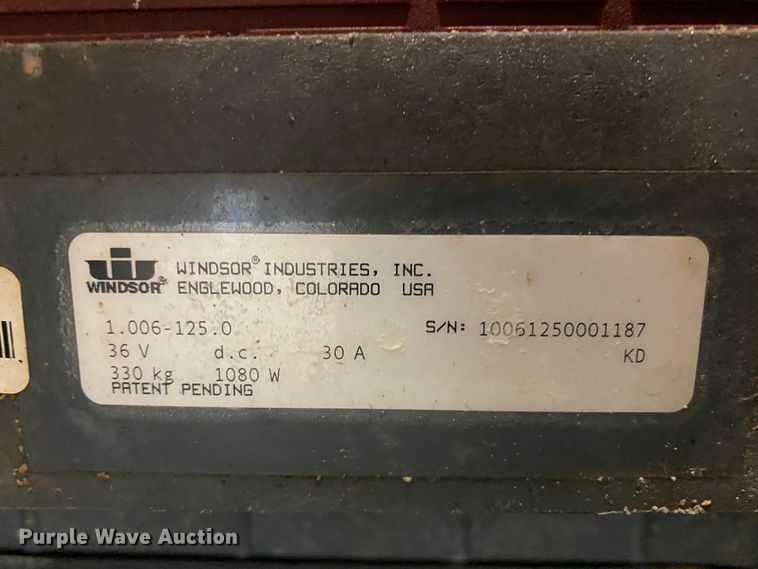 WINDSOR®
WINDSOR® INDUSTRIES, INC.
ENGLEWOOD, COLORADO USA
1.006-125.0 S/N: 10061250001187
36 V d.c. 30 A KD
330 kg 1080 W
PATENT PENDING
Purple Wave Auction